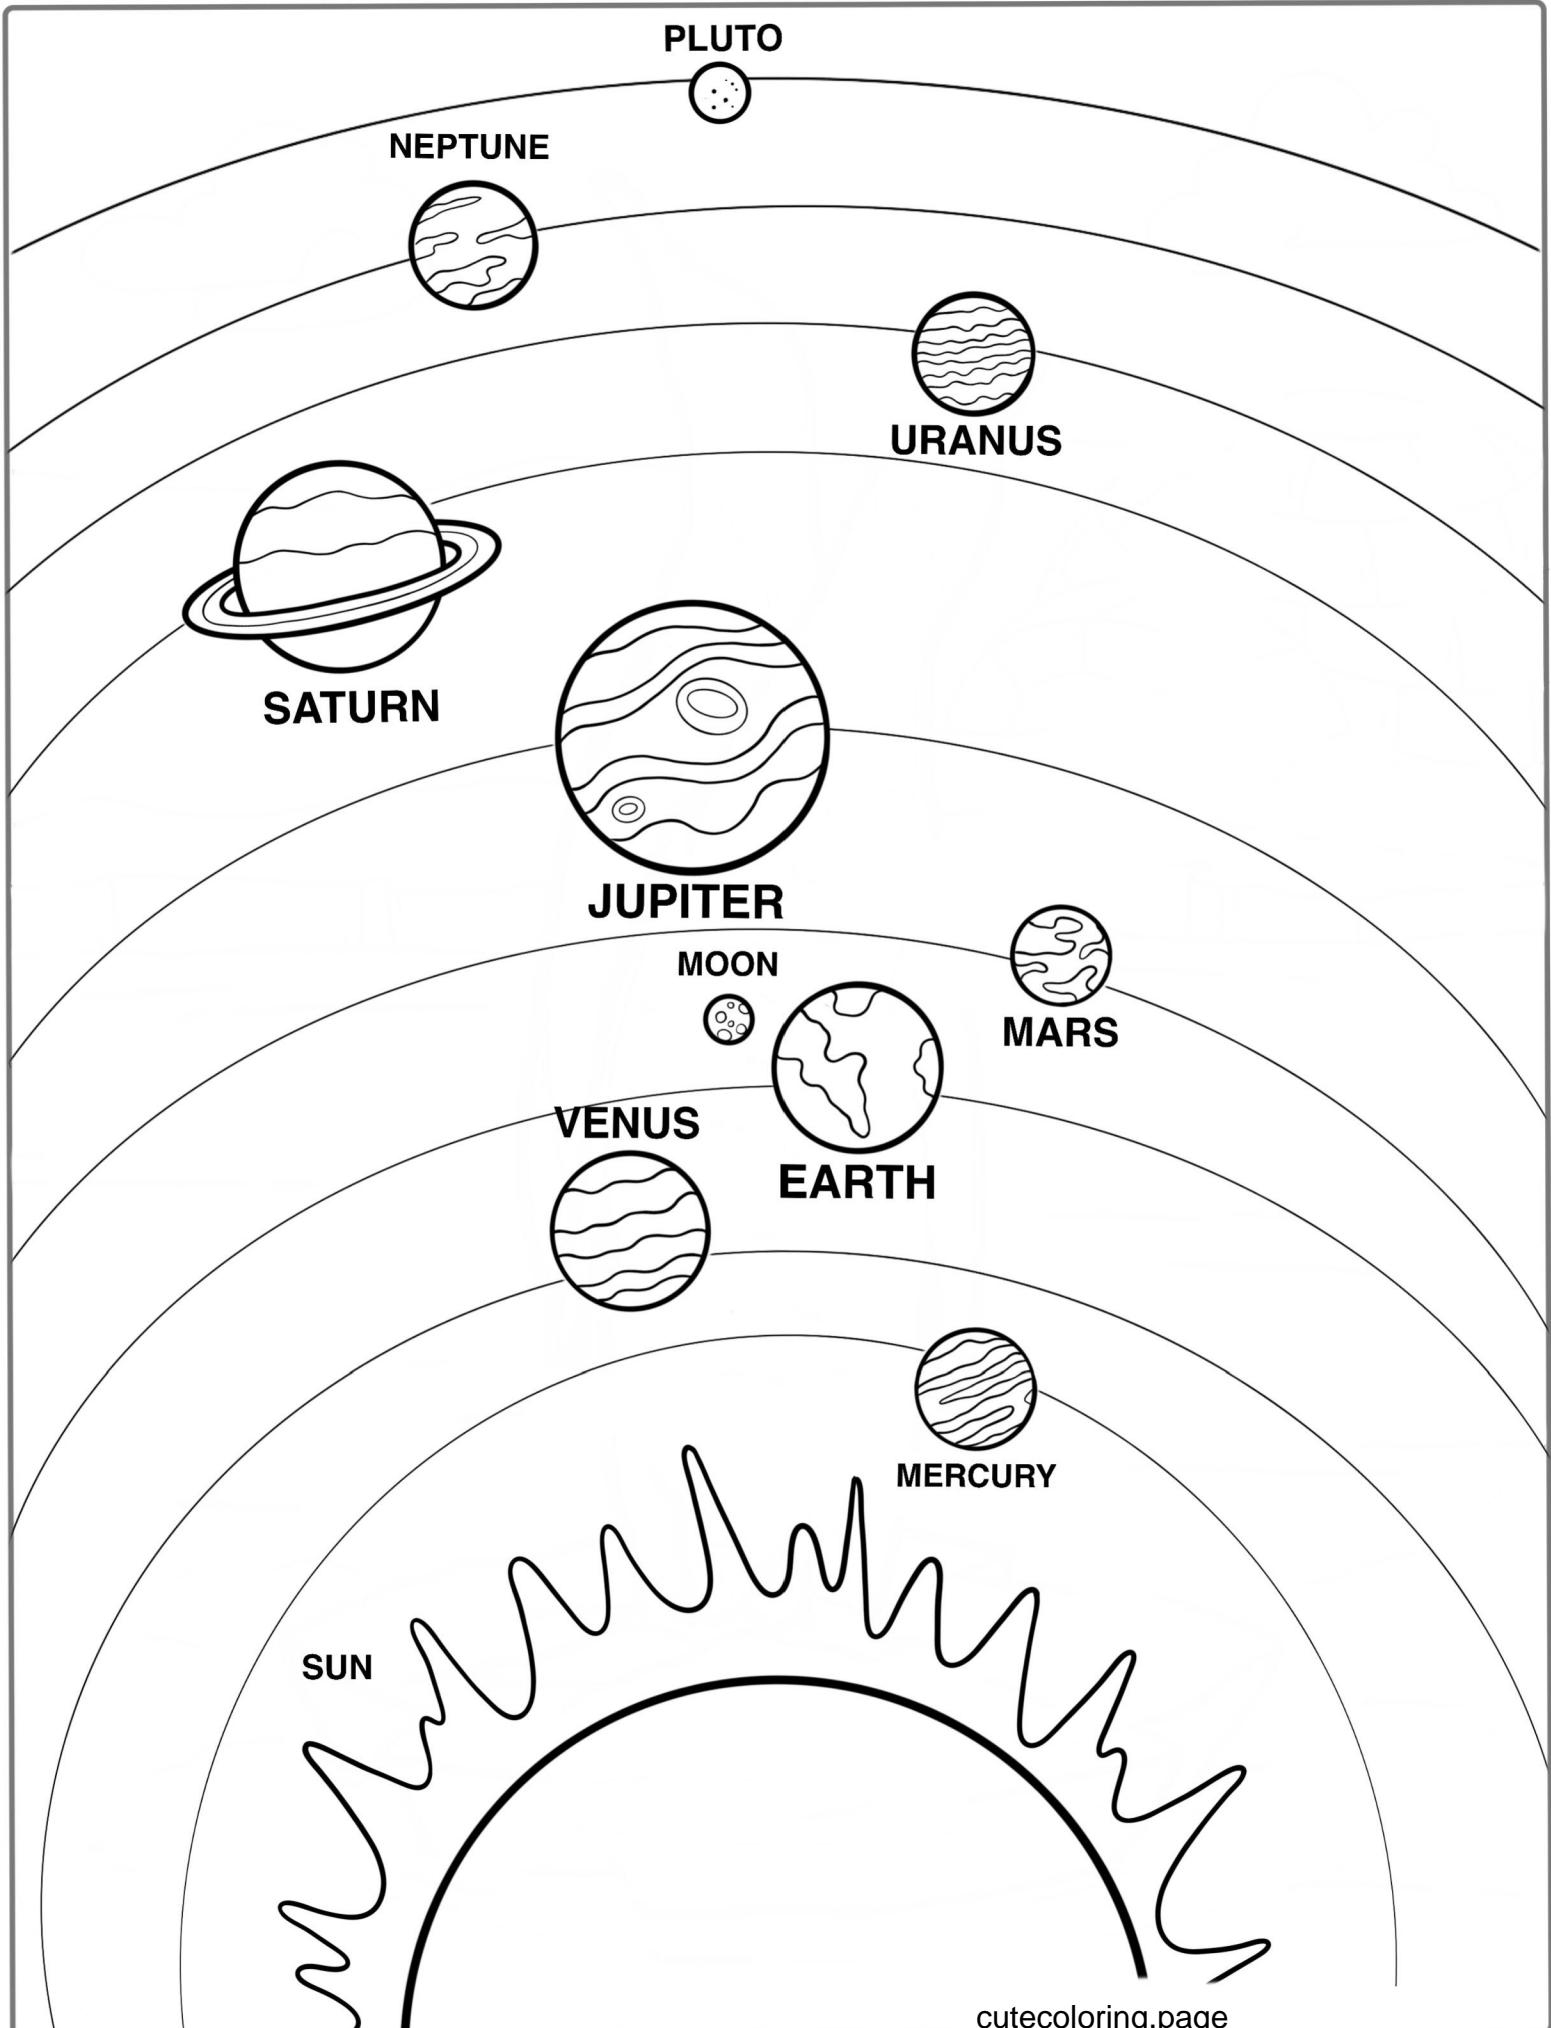 PLUTO
NEPTUNE
URANUS
SATURN
JUPITER
MOON
MARS
VENUS
EARTH
MERCURY
SUN
cutecoloring.page